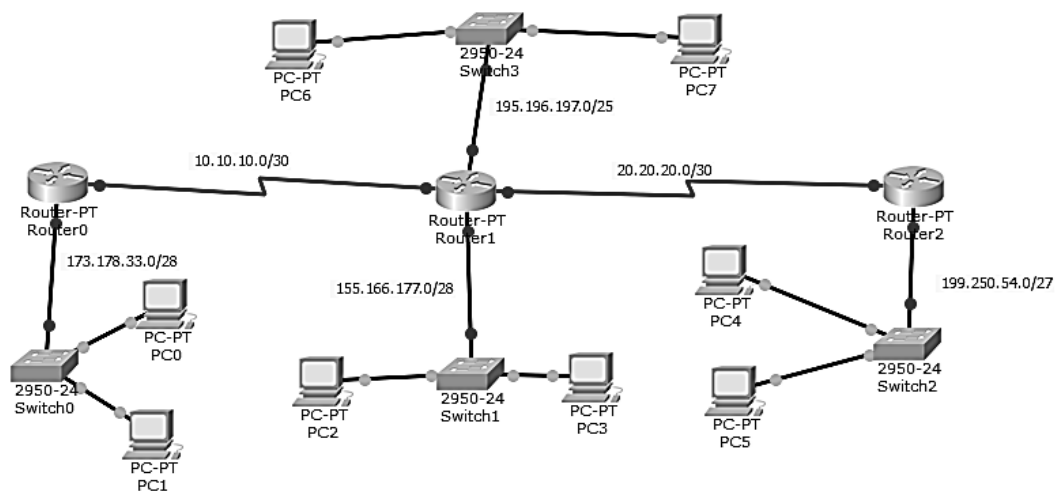 2950-24
Switch3
PC-PT
PC6
PC-PT
PC7
195.196.197.0/25
10.10.10.0/30
20.20.20.0/30
Router-PT
Router0
Router-PT
Router1
Router-PT
Router2
173.178.33.0/28
155.166.177.0/28
199.250.54.0/27
PC-PT
PC0
PC-PT
PC4
2950-24
Switch0
2950-24
Switch1
2950-24
Switch2
PC-PT
PC2
PC-PT
PC3
PC-PT
PC5
PC-PT
PC1